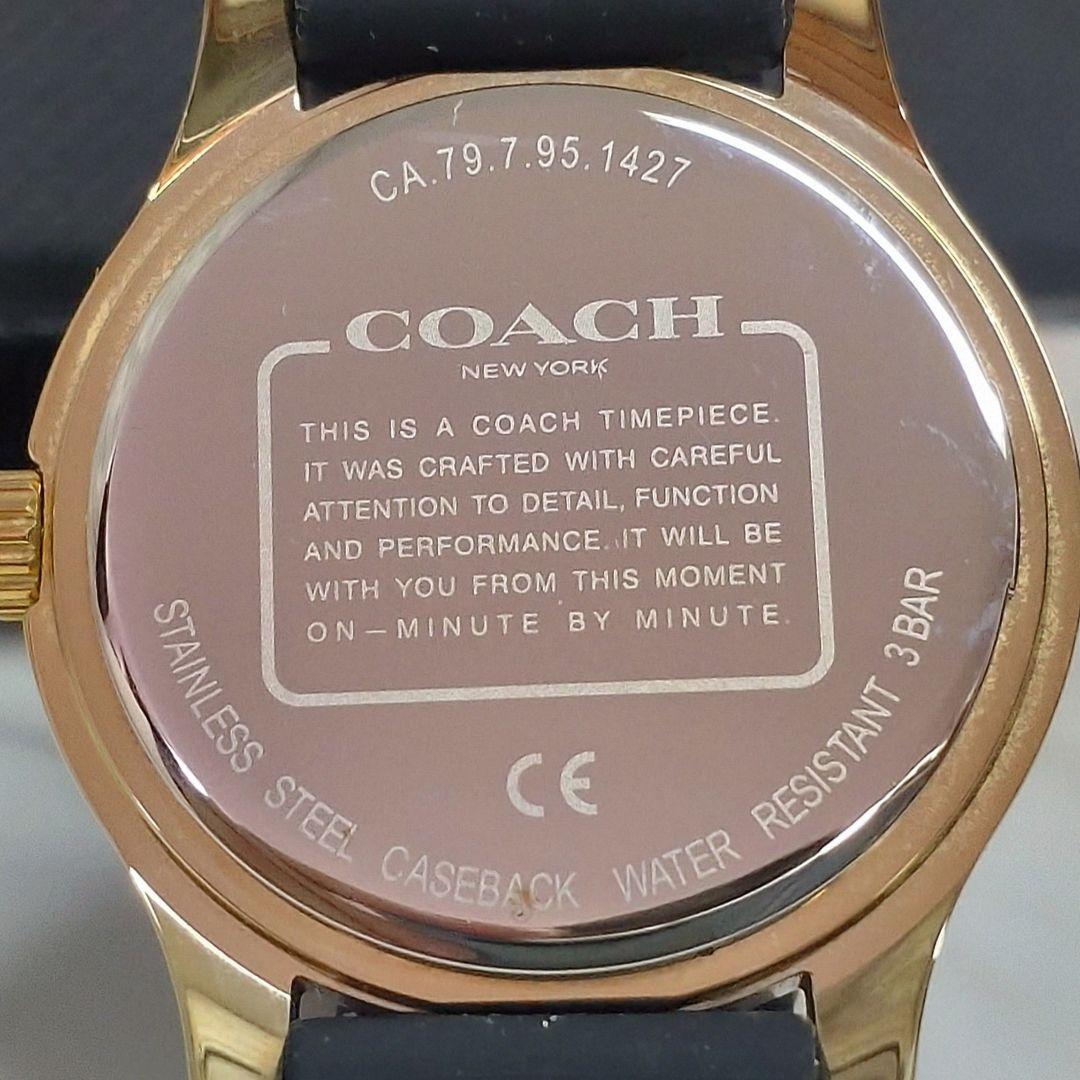 CA.79.7.95.1427
COACH
NEW YORK
THIS IS A COACH TIMEPIECE.
IT WAS CRAFTED WITH CAREFUL
ATTENTION TO DETAIL, FUNCTION
AND PERFORMANCE. IT WILL BE
WITH YOU FROM THIS MOMENT
ON—MINUTE BY MINUTE.
CE
STAINLESS STEEL CASEBACK WATER RESISTANT 3 BAR